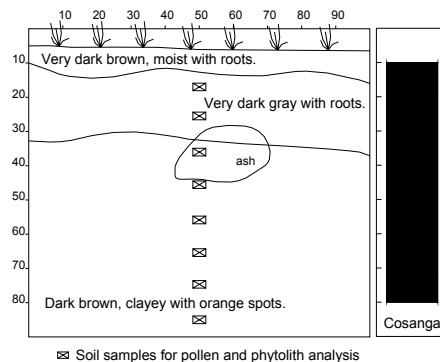 10 20 30 40 50 60 70 80 90
Very dark brown, moist with roots.
10
20
Very dark gray with roots.
30
ash
40
50
60
70
80
Dark brown, clayey with orange spots.
Cosanga
Soil samples for pollen and phytolith analysis